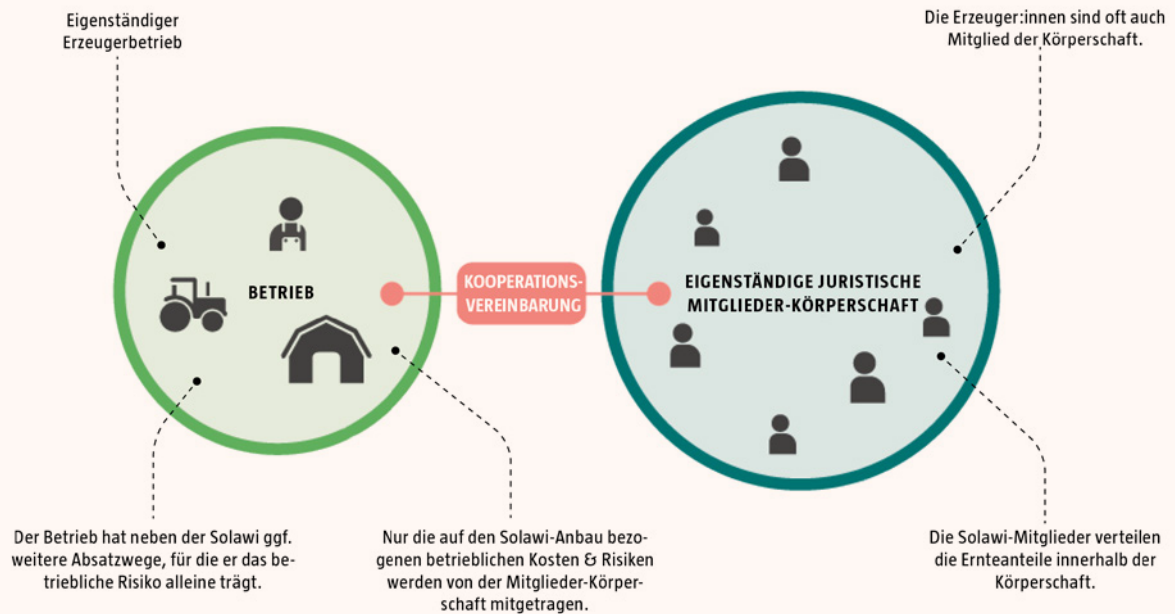 Eigenständiger
Erzeugerbetrieb
Die Erzeuger:innen sind oft auch
Mitglied der Körperschaft.
BETRIEB
KOOPERATIONS-
VEREINBARUNG
EIGENSTÄNDIGE JURISTISCHE
MITGLIEDER-KÖRPERSCHAFT
Der Betrieb hat neben der Solawi ggf.
weitere Absatzwege, für die er das be-
triebliche Risiko alleine trägt.
Nur die auf den Solawi-Anbau bezo-
genen betrieblichen Kosten & Risiken
werden von der Mitglieder-Körper-
schaft mitgetragen.
Die Solawi-Mitglieder verteilen
die Ernteanteile innerhalb der
Körperschaft.